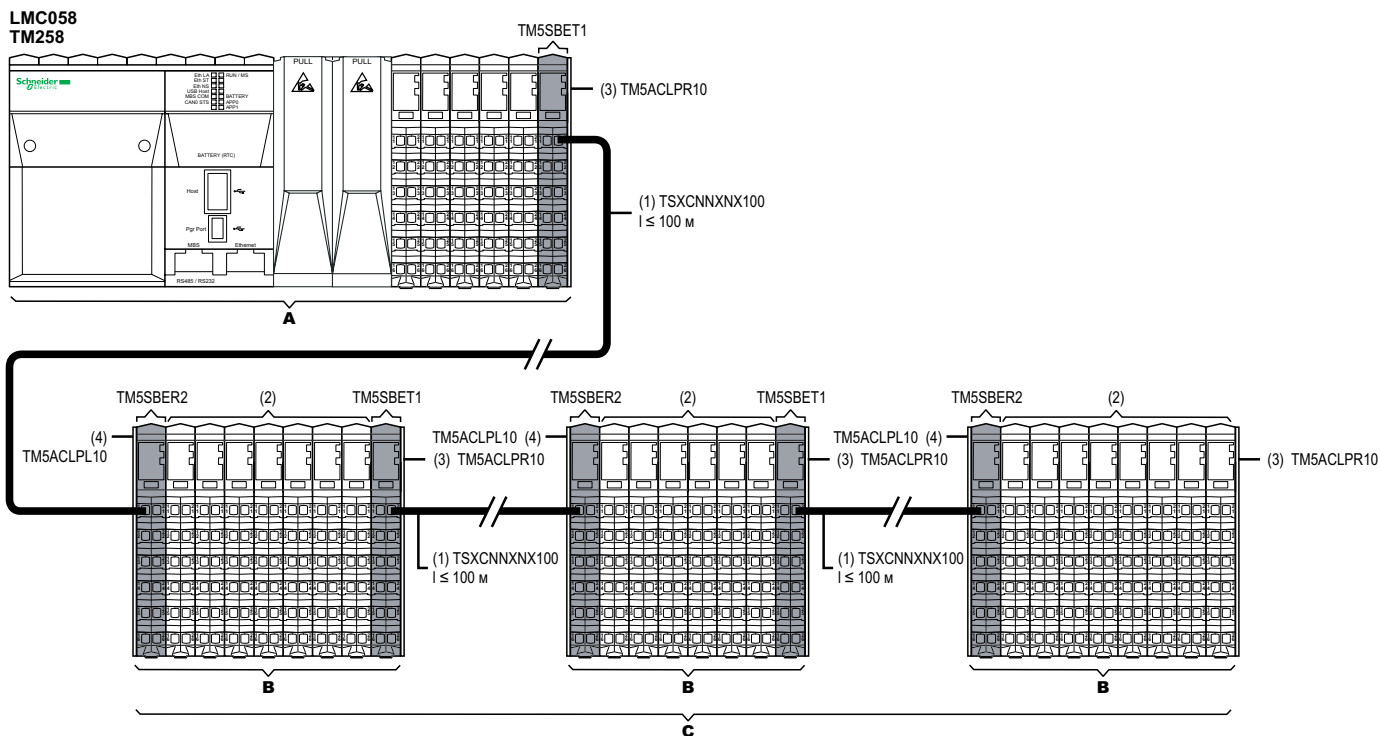 LMC058
TM258
TM5SBET1
PULL
PULL
Schneider
Electric
Eth LA RUN / MS
Eth ST
Eth NS
USB Host
MBS COM BATTERY
CAN0 STS APP0
APP1
(3) TM5ACLPR10
BATTERY (RTC)
Host
Pgr Port
MBS Ethernet
RS485 / RS232
(1) TSXCNNXNX100
l ≤ 100 м
A
TM5SBER2 (2) TM5SBET1
TM5SBER2 (2) TM5SBET1
TM5SBER2 (2)
(4)
TM5ACLPL10
(3) TM5ACLPR10
TM5ACLPL10 (4)
(3) TM5ACLPR10
TM5ACLPL10 (4)
(3) TM5ACLPR10
(1) TSXCNNXNX100
l ≤ 100 м
(1) TSXCNNXNX100
l ≤ 100 м
B
B
B
C